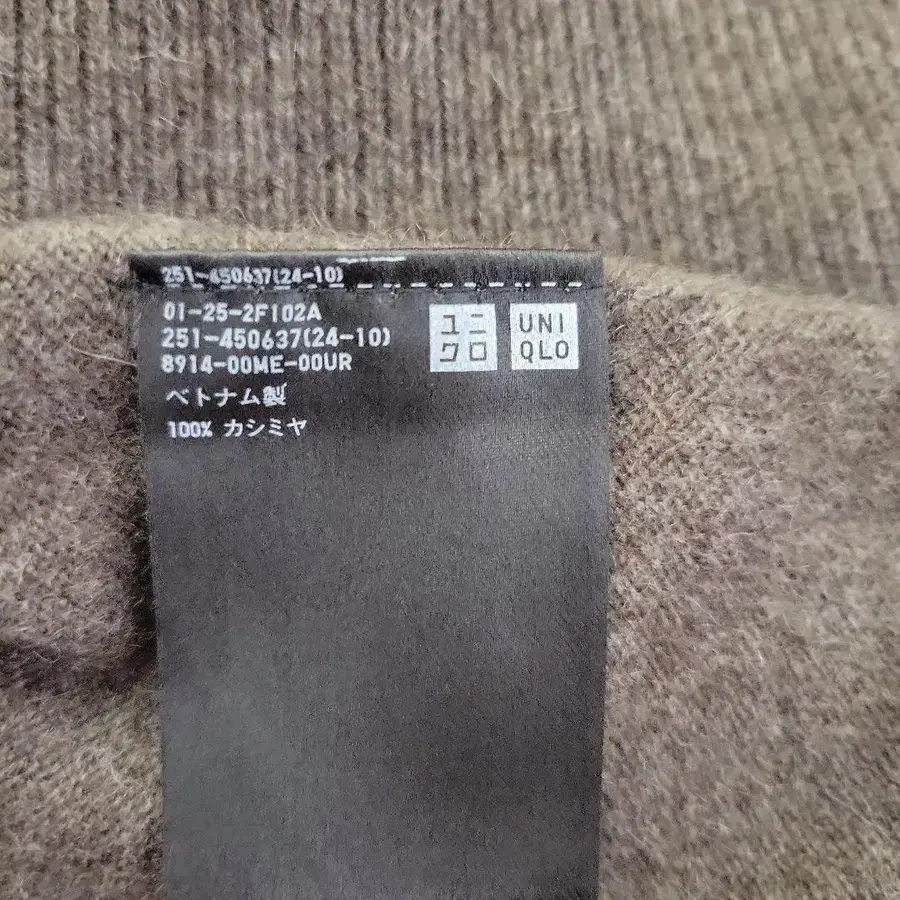 251-450637(24-10)
01-25-2F102A
251-450637(24-10)
8914-00ME-00UR
ベトナム製
100% カシミヤ
ユニ
クロ
UNI
QLO